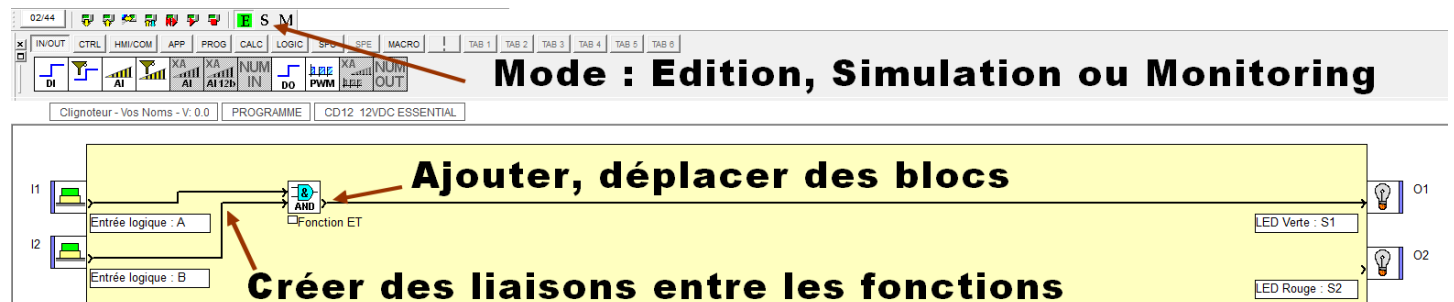 02/44 E S M
IN/OUT CTRL HMI/COM APP PROG CALC LOGIC SFC SPE MACRO TAB 1 TAB 2 TAB 3 TAB 4 TAB 5 TAB 6
Mode : Edition, Simulation ou Monitoring
XA XA NUM XA NUM
DI AI AI AI12b IN DO PWM OUT
Clignoteur - Vos Noms - V: 0.0 PROGRAMME CD12 12VDC ESSENTIAL
Ajouter, déplacer des blocs
I1 & O1
AND
Entrée logique : A Fonction ET LED Verte : S1
I2 O2
Entrée logique : B LED Rouge : S2
Créer des liaisons entre les fonctions